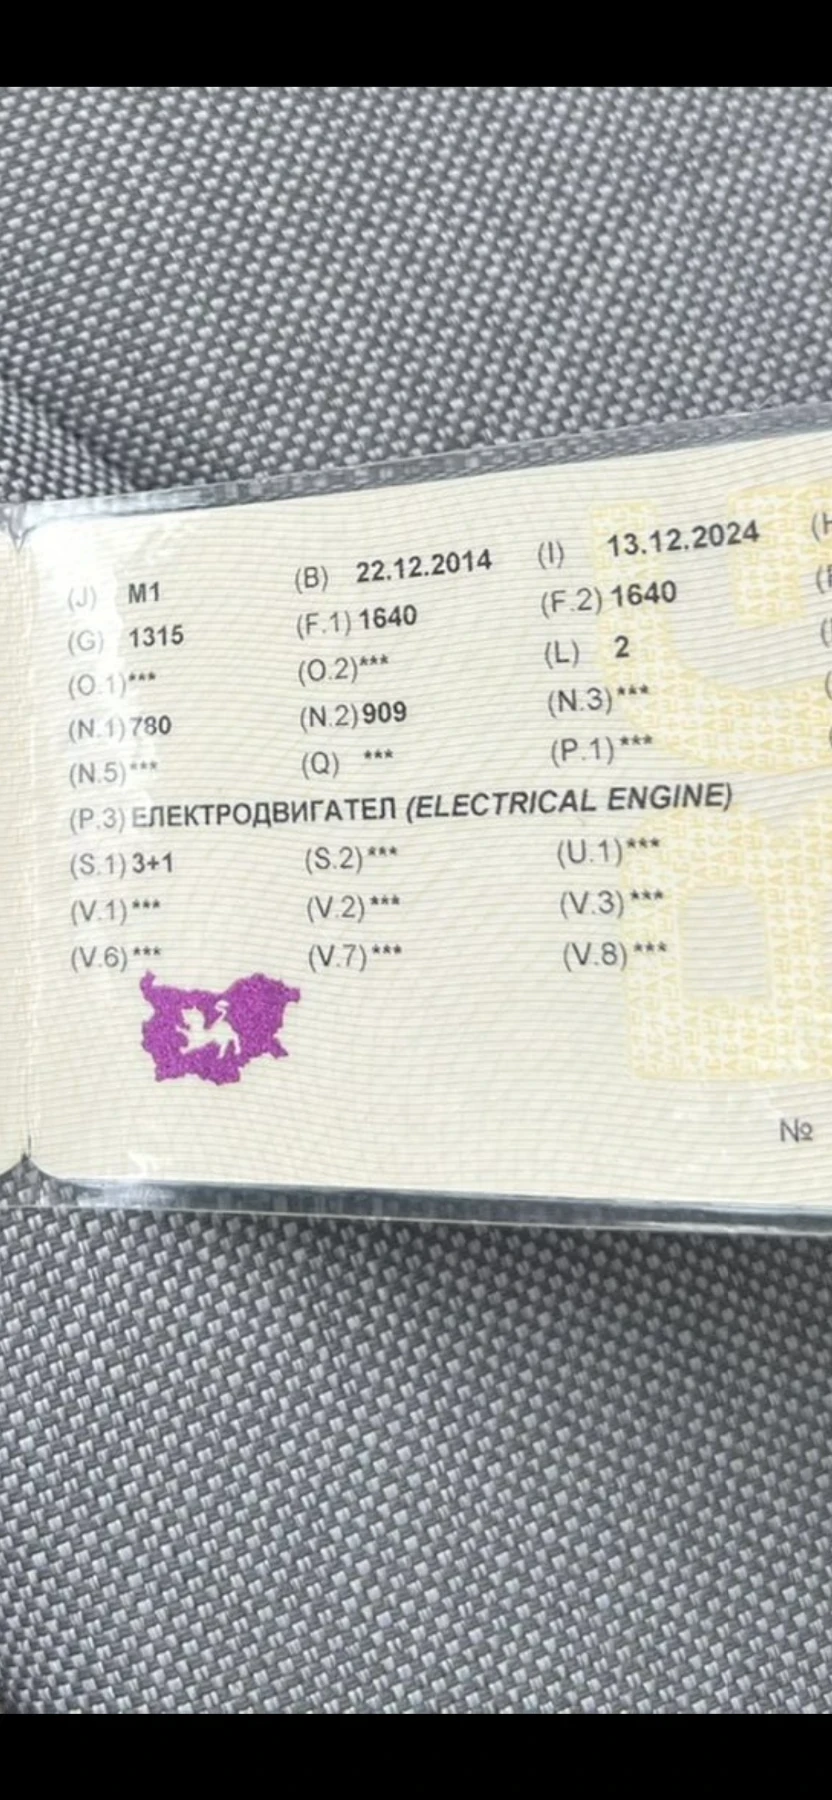 (J) M1 (B) 22.12.2014 (I) 13.12.2024
(G) 1315 (F.1) 1640 (F.2) 1640
(O.1)*** (O.2)*** (L) 2
(N.1) 780 (N.2) 909 (N.3)***
(N.5)*** (Q) *** (P.1)***
(P.3) ЕЛЕКТРОДВИГАТЕЛ (ELECTRICAL ENGINE)
(S.1) 3+1 (S.2)*** (U.1)***
(V.1)*** (V.2)*** (V.3)***
(V.6)*** (V.7)*** (V.8)***
№